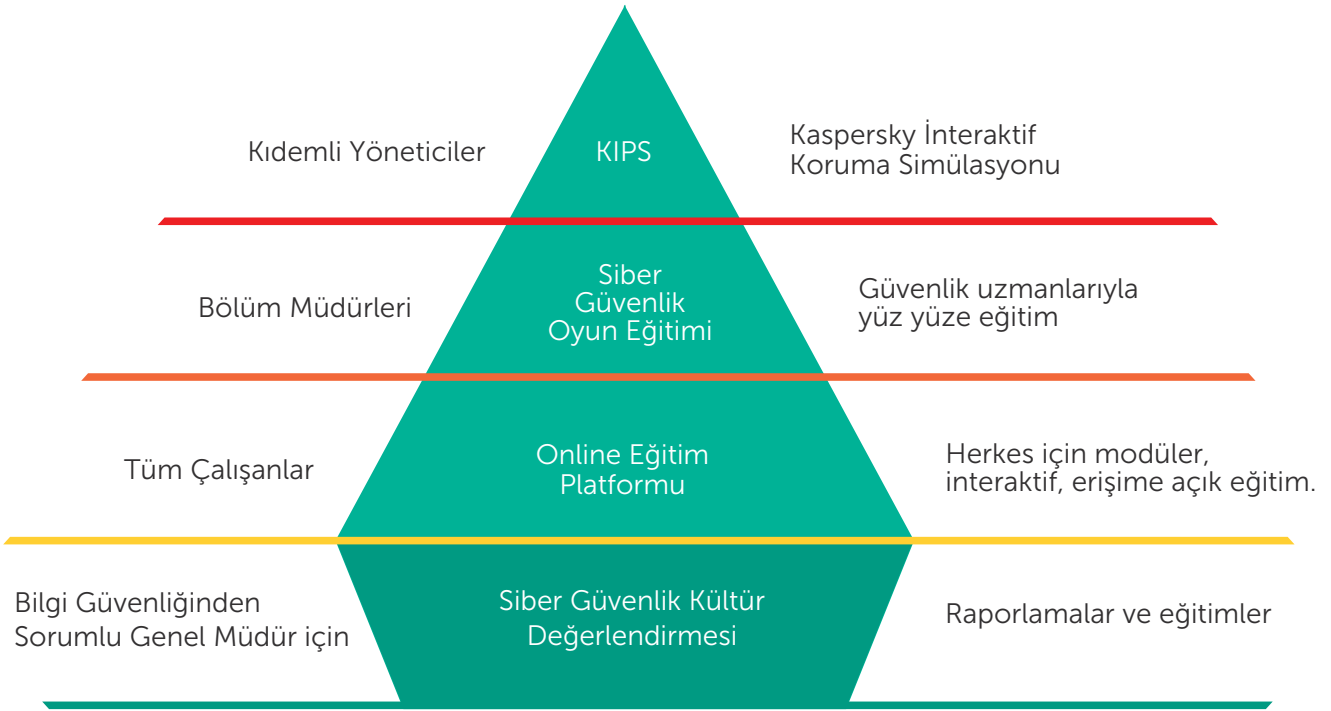 Kıdemli Yöneticiler
KIPS
Kaspersky İnteraktif
Koruma Simülasyonu
Bölüm Müdürleri
Siber
Güvenlik
Oyun Eğitimi
Güvenlik uzmanlarıyla
yüz yüze eğitim
Tüm Çalışanlar
Online Eğitim
Platformu
Herkes için modüler,
interaktif, erişime açık eğitim.
Bilgi Güvenliğinden
Sorumlu Genel Müdür için
Siber Güvenlik Kültür
Değerlendirmesi
Raporlamalar ve eğitimler